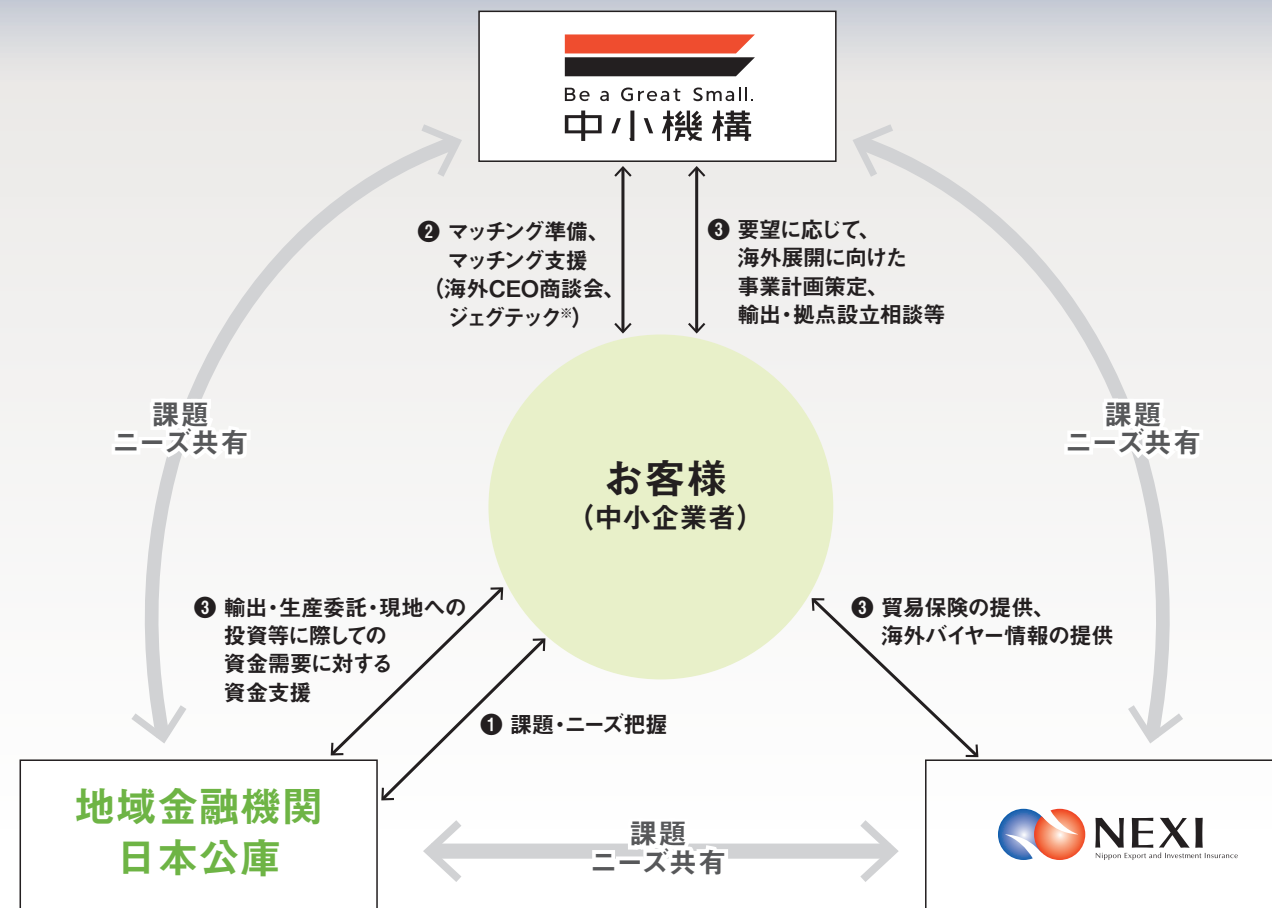 Be a Great Small.
中小機構
❷ マッチング準備、
マッチング支援
(海外CEO商談会、
ジェグテック※)
❸ 要望に応じて、
海外展開に向けた
事業計画策定、
輸出・拠点設立相談等
課題
ニーズ共有
課題
ニーズ共有
お客様
(中小企業者)
❸ 輸出・生産委託・現地への
投資等に際しての
資金需要に対する
資金支援
❸ 貿易保険の提供、
海外バイヤー情報の提供
❶ 課題・ニーズ把握
地域金融機関
日本公庫
課題
ニーズ共有
NEXI
Nippon Export and Investment Insurance